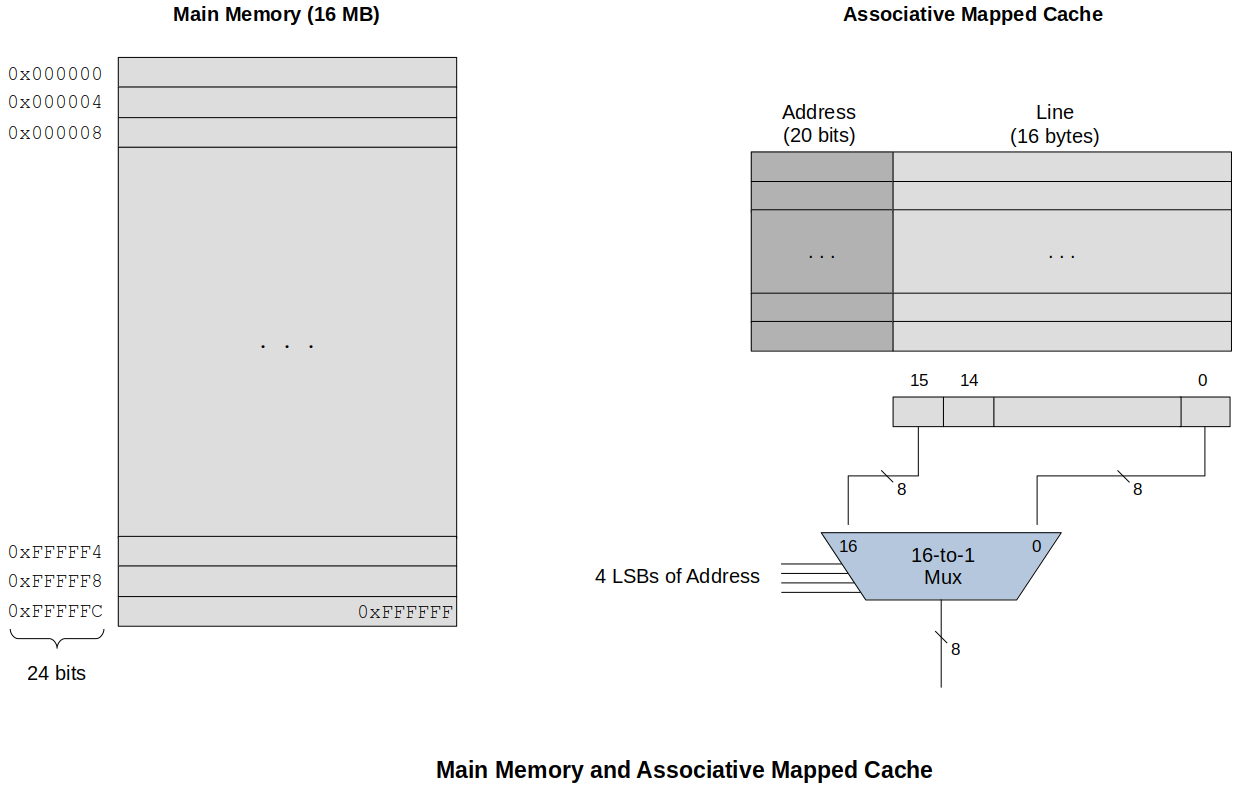 Main Memory (16 MB)
Associative Mapped Cache
0x000000
0x000004
0x000008
. . .
0xFFFFF4
0xFFFFF8
0xFFFFFC
0xFFFFFF
24 bits
Address
(20 bits)
Line
(16 bytes)
. . .
. . .
15
14
0
8
8
16
0
16-to-1
Mux
4 LSBs of Address
8
Main Memory and Associative Mapped Cache